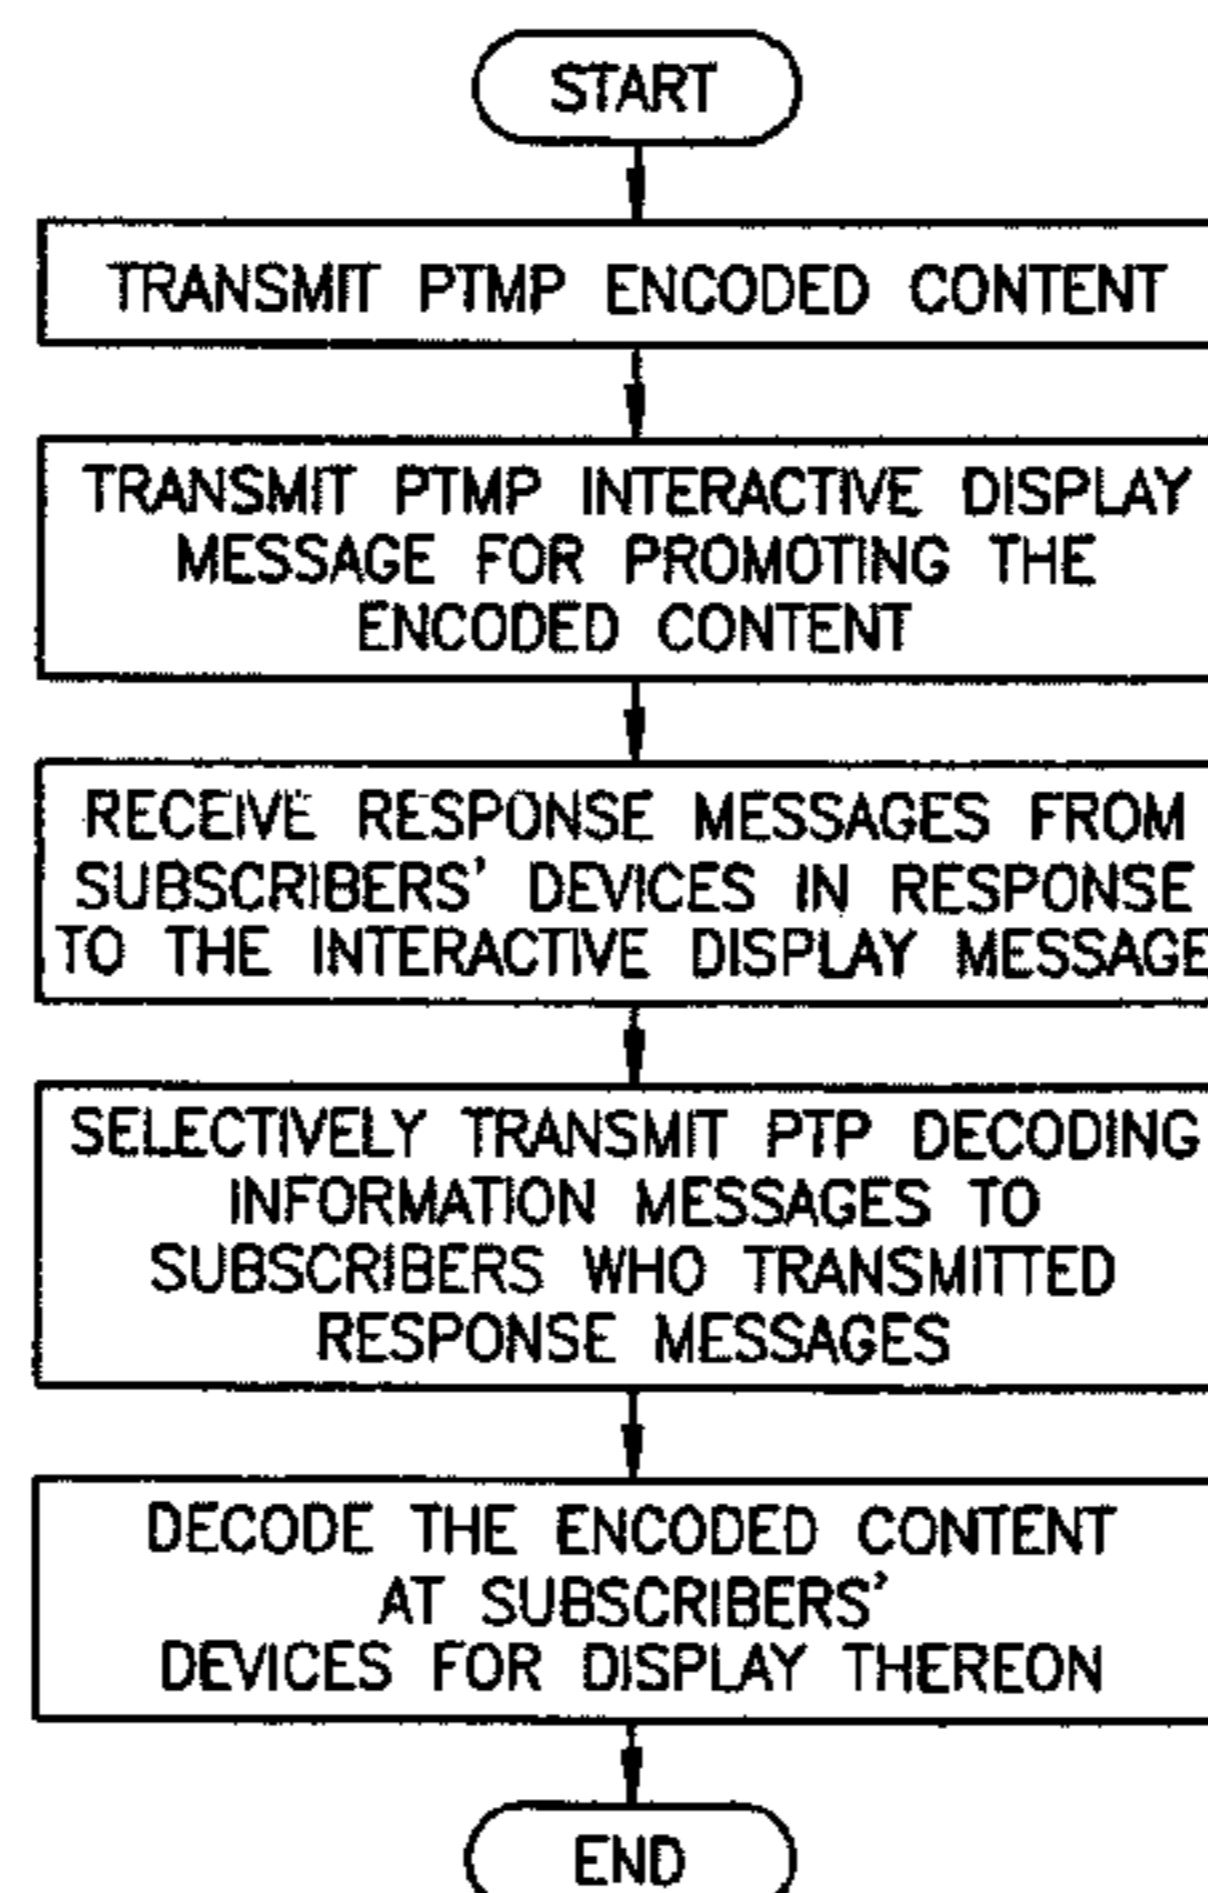 START
TRANSMIT PTMP ENCODED CONTENT
TRANSMIT PTMP INTERACTIVE DISPLAY
MESSAGE FOR PROMOTING THE
ENCODED CONTENT
RECEIVE RESPONSE MESSAGES FROM
SUBSCRIBERS' DEVICES IN RESPONSE
TO THE INTERACTIVE DISPLAY MESSAGE
SELECTIVELY TRANSMIT PTP DECODING
INFORMATION MESSAGES TO
SUBSCRIBERS WHO TRANSMITTED
RESPONSE MESSAGES
DECODE THE ENCODED CONTENT
AT SUBSCRIBERS'
DEVICES FOR DISPLAY THEREON
END